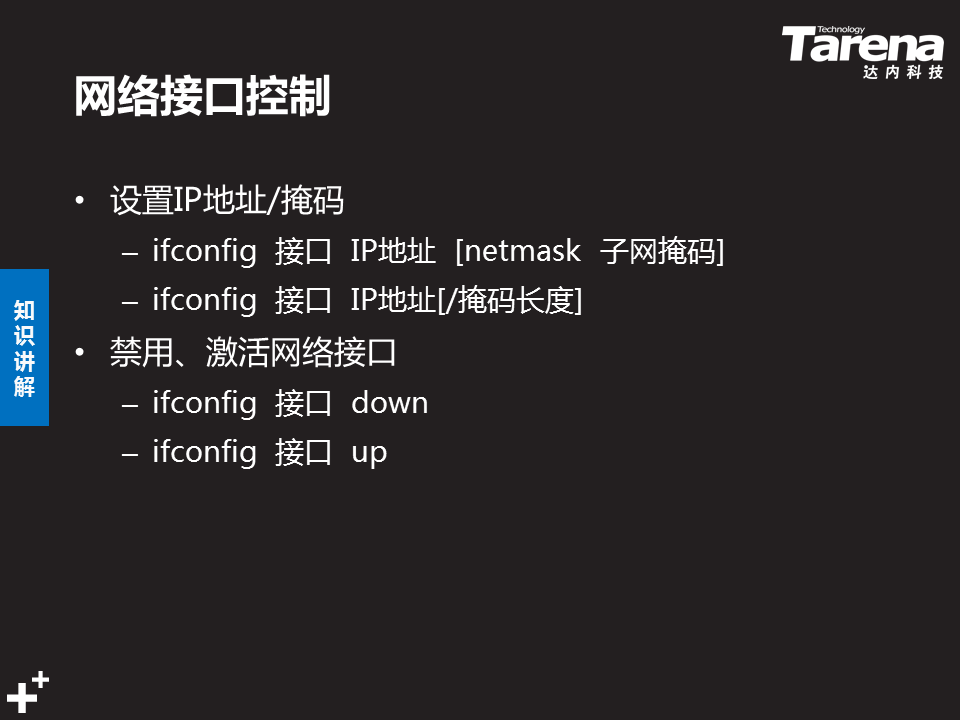 Technology
Tarena
达内科技
网络接口控制
• 设置IP地址/掩码
– ifconfig 接口 IP地址 [netmask 子网掩码]
– ifconfig 接口 IP地址[/掩码长度]
• 禁用、激活网络接口
– ifconfig 接口 down
– ifconfig 接口 up
知识讲解